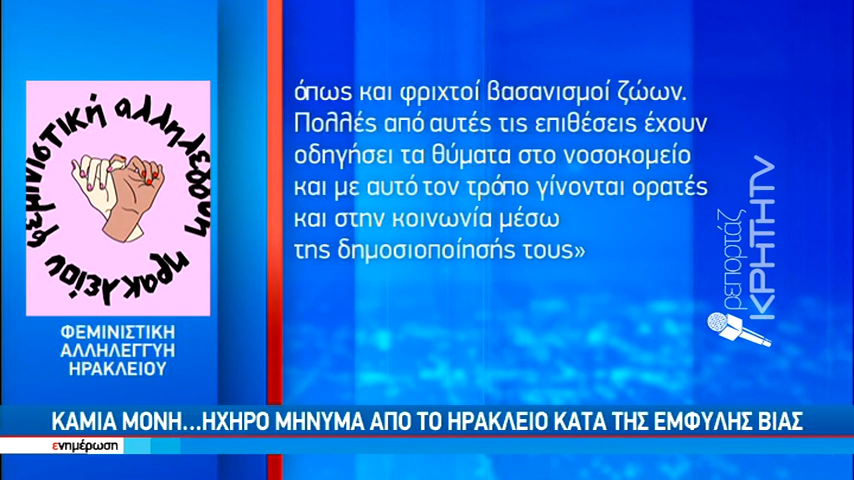 φεμινιστική αλληλεγγύη
ηρακλείου
ΦΕΜΙΝΙΣΤΙΚΗ
ΑΛΛΗΛΕΓΓΥΗ
ΗΡΑΚΛΕΙΟΥ
όπως και φριχτοί βασανισμοί ζώων.
Πολλές από αυτές τις επιθέσεις έχουν
οδηγήσει τα θύματα στο νοσοκομείο
και με αυτό τον τρόπο γίνονται ορατές
και στην κοινωνία μέσω
της δημοσιοποίησής τους»
ρεπορτάζ
ΚΡΗΤΗTV
ΚΑΜΙΑ ΜΟΝΗ...ΗΧΗΡΟ ΜΗΝΥΜΑ ΑΠΟ ΤΟ ΗΡΑΚΛΕΙΟ ΚΑΤΑ ΤΗΣ ΕΜΦΥΛΗΣ ΒΙΑΣ
ενημέρωση